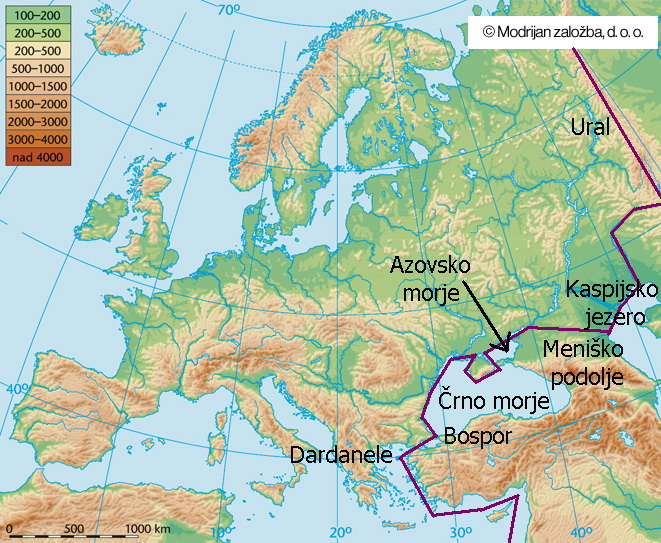 100–200
200–500
200–500
500–1000
1000–1500
1500–2000
2000–3000
3000–4000
nad 4000
70°
© Modrijan založba, d. o. o.
Ural
Azovsko
morje
Kaspijsko
jezero
Meniško
podolje
Črno morje
Bospor
Dardanele
40°
0 500 1000 km
10°
20°
30°
40°